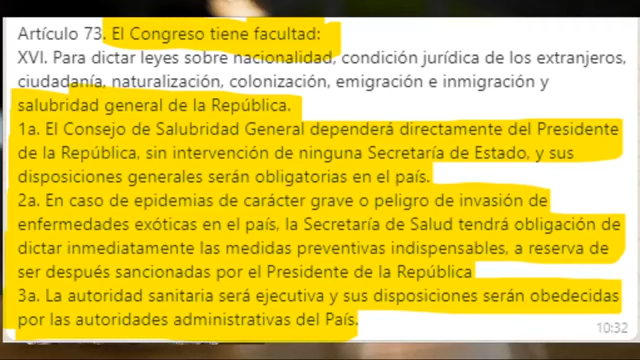 Artículo 73. El Congreso tiene facultad:
XVI. Para dictar leyes sobre nacionalidad, condición jurídica de los extranjeros,
ciudadanía, naturalización, colonización, emigración e inmigración y
salubridad general de la República.
1a. El Consejo de Salubridad General dependerá directamente del Presidente
de la República, sin intervención de ninguna Secretaría de Estado, y sus
disposiciones generales serán obligatorias en el país.
2a. En caso de epidemias de carácter grave o peligro de invasión de
enfermedades exóticas en el país, la Secretaría de Salud tendrá obligación de
dictar inmediatamente las medidas preventivas indispensables, a reserva de
ser después sancionadas por el Presidente de la República
3a. La autoridad sanitaria será ejecutiva y sus disposiciones serán obedecidas
por las autoridades administrativas del País.
10:32